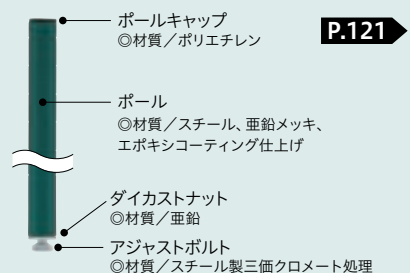 ポールキャップ
◎材質／ポリエチレン
P.121
ポール
◎材質／スチール、亜鉛メッキ、
エポキシコーティング仕上げ
ダイカストナット
◎材質／亜鉛
アジャストボルト
◎材質／スチール製三価クロメート処理